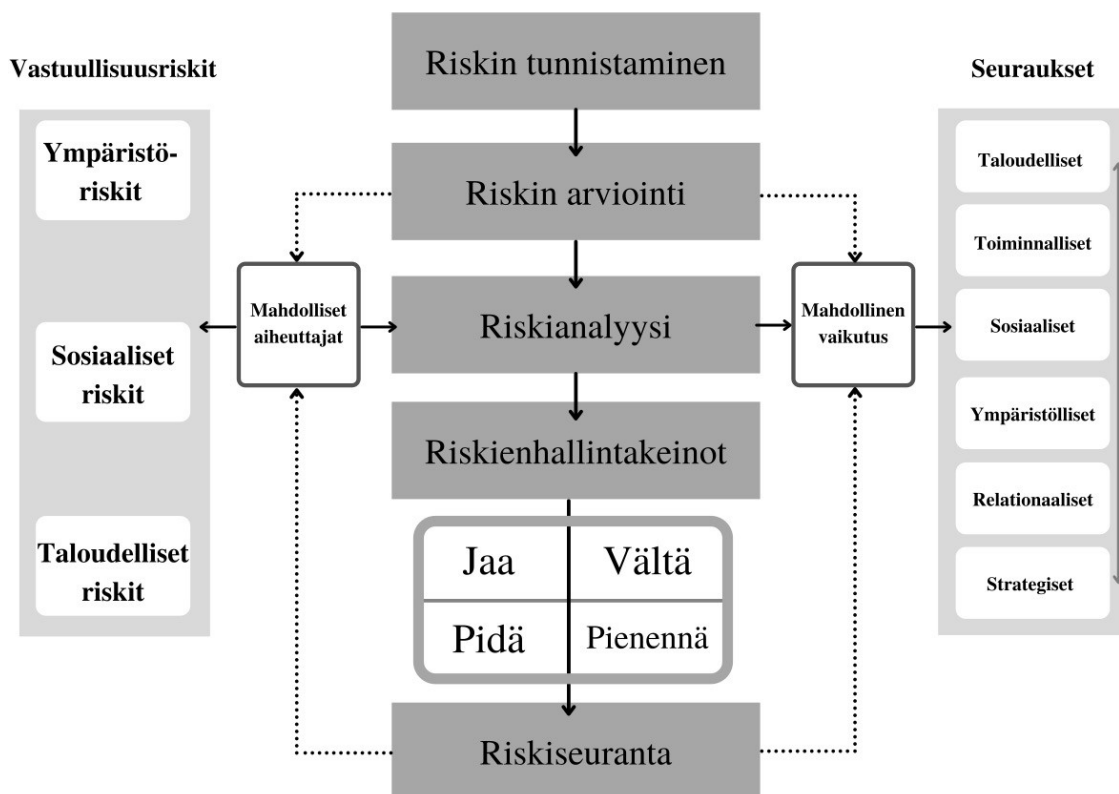 Vastuullisuusriskit
Ympäristö-
riskit
Sosiaaliset
riskit
Taloudelliset
riskit
Mahdolliset
aiheuttajat
Riskin tunnistaminen
Riskin arviointi
Riskianalyysi
Riskienhallintakeinot
Jaa
Vältä
Pidä
Pienennä
Riskiseuranta
Mahdollinen
vaikutus
Seuraukset
Taloudelliset
Toiminnalliset
Sosiaaliset
Ympäristölliset
Relationaaliset
Strategiset